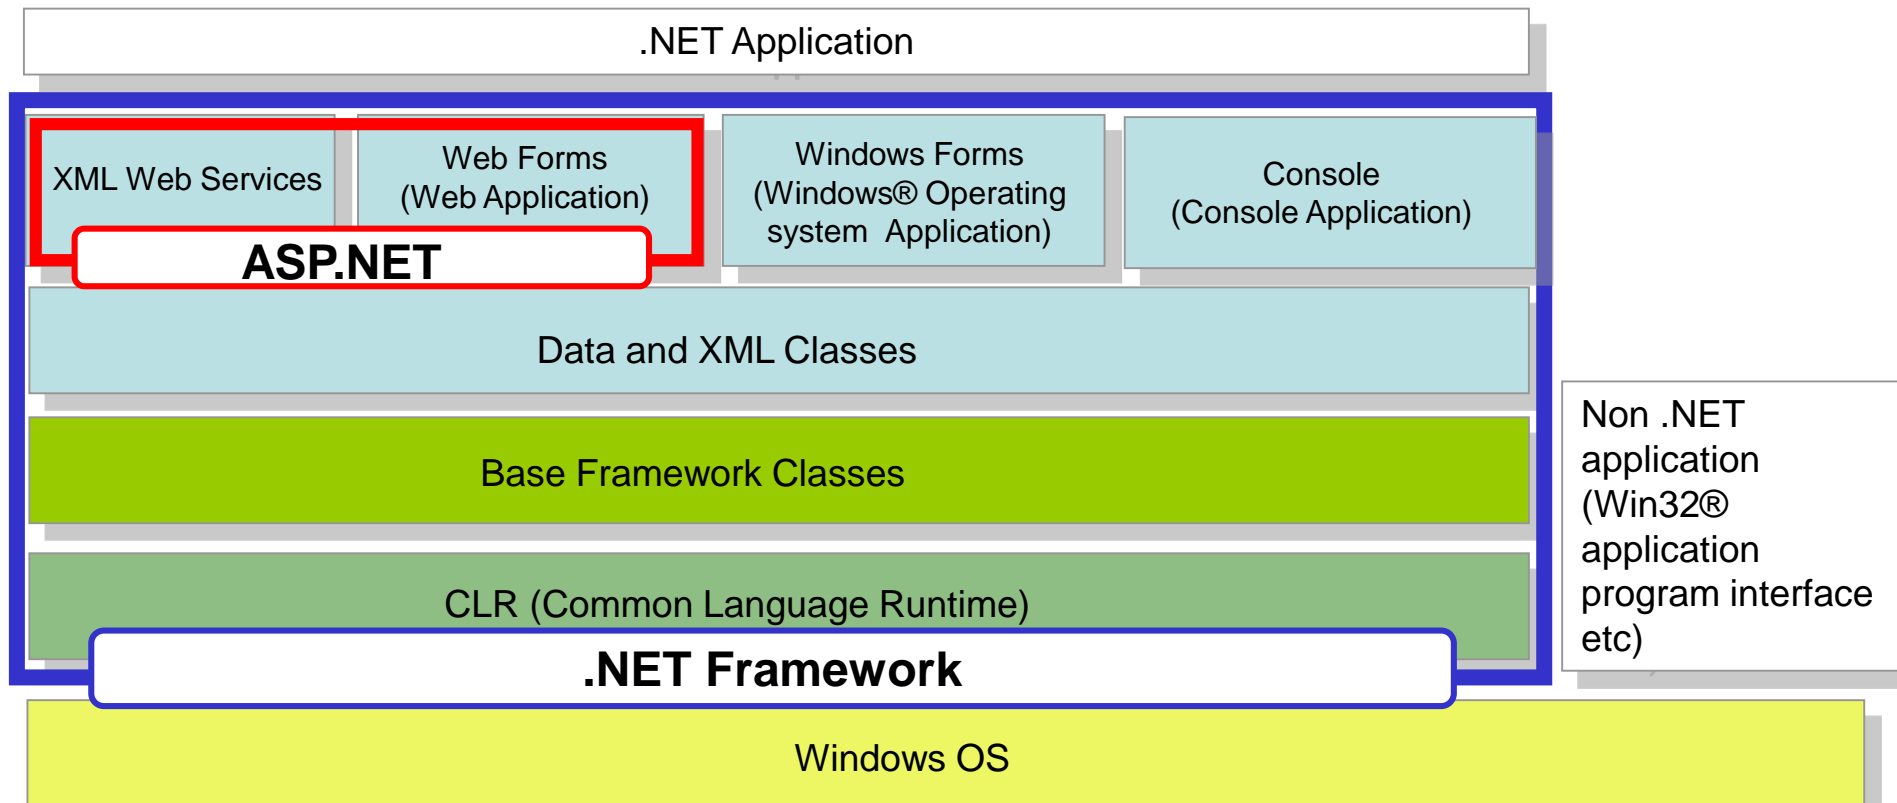 .NET Application
XML Web Services
Web Forms
(Web Application)
Windows Forms
(Windows® Operating
system Application)
Console
(Console Application)
ASP.NET
Data and XML Classes
Base Framework Classes
CLR (Common Language Runtime)
.NET Framework
Non .NET
application
(Win32®
application
program interface
etc)
Windows OS